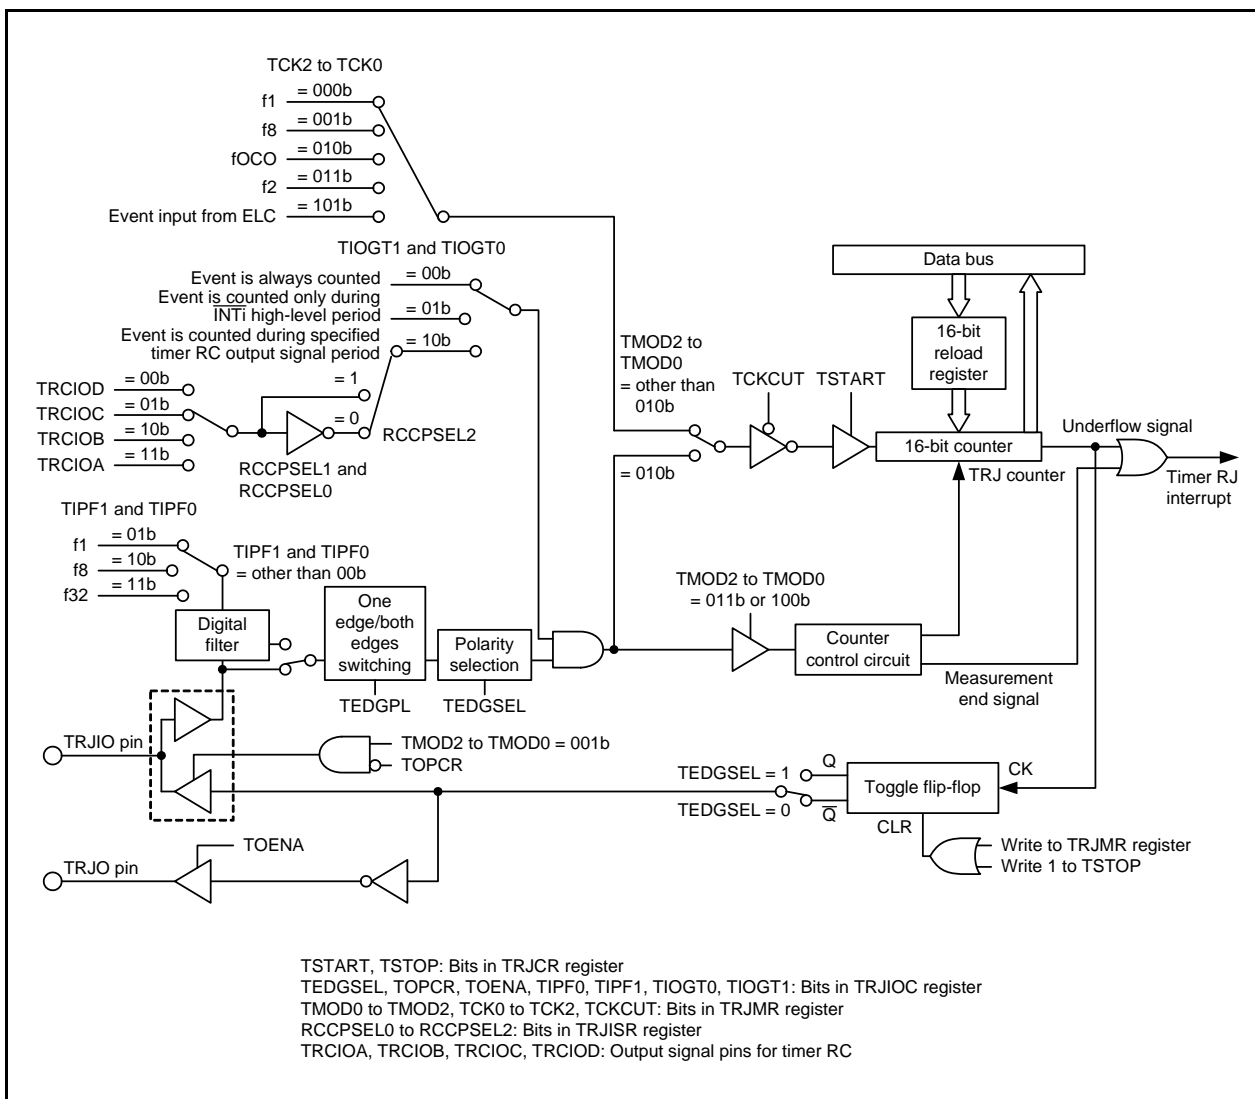 TCK2 to TCK0
f1 = 000b
f8 = 001b
fOCO = 010b
f2 = 011b
Event input from ELC = 101b
TIOGT1 and TIOGT0
Event is always counted = 00b
Event is counted only during
INTi high-level period = 01b
Event is counted during specified
timer RC output signal period = 10b
TRCIOD = 00b
TRCIOC = 01b
TRCIOB = 10b
TRCIOA = 11b
= 1
= 0
RCCPSEL2
RCCPSEL1 and
RCCPSEL0
TMOD2 to
TMOD0
= other than
010b
= 010b
TCKCUT
TSTART
Data bus
16-bit
reload
register
16-bit counter
TRJ counter
Underflow signal
Timer RJ
interrupt
TIPF1 and TIPF0
f1 = 01b
f8 = 10b
f32 = 11b
TIPF1 and TIPF0
= other than 00b
Digital
filter
One
edge/both
edges
switching
TEDGPL
Polarity
selection
TEDGSEL
TMOD2 to TMOD0
= 011b or 100b
Counter
control circuit
Measurement
end signal
TRJIO pin
TMOD2 to TMOD0 = 001b
TOPCR
TEDGSEL = 1
TEDGSEL = 0
Q
Q
Toggle flip-flop
CK
CLR
Write to TRJMR register
Write 1 to TSTOP
TOENA
TRJO pin
TSTART, TSTOP: Bits in TRJCR register
TEDGSEL, TOPCR, TOENA, TIPF0, TIPF1, TIOGT0, TIOGT1: Bits in TRJIOC register
TMOD0 to TMOD2, TCK0 to TCK2, TCKCUT: Bits in TRJMR register
RCCPSEL0 to RCCPSEL2: Bits in TRJISR register
TRCIOA, TRCIOB, TRCIOC, TRCIOD: Output signal pins for timer RC